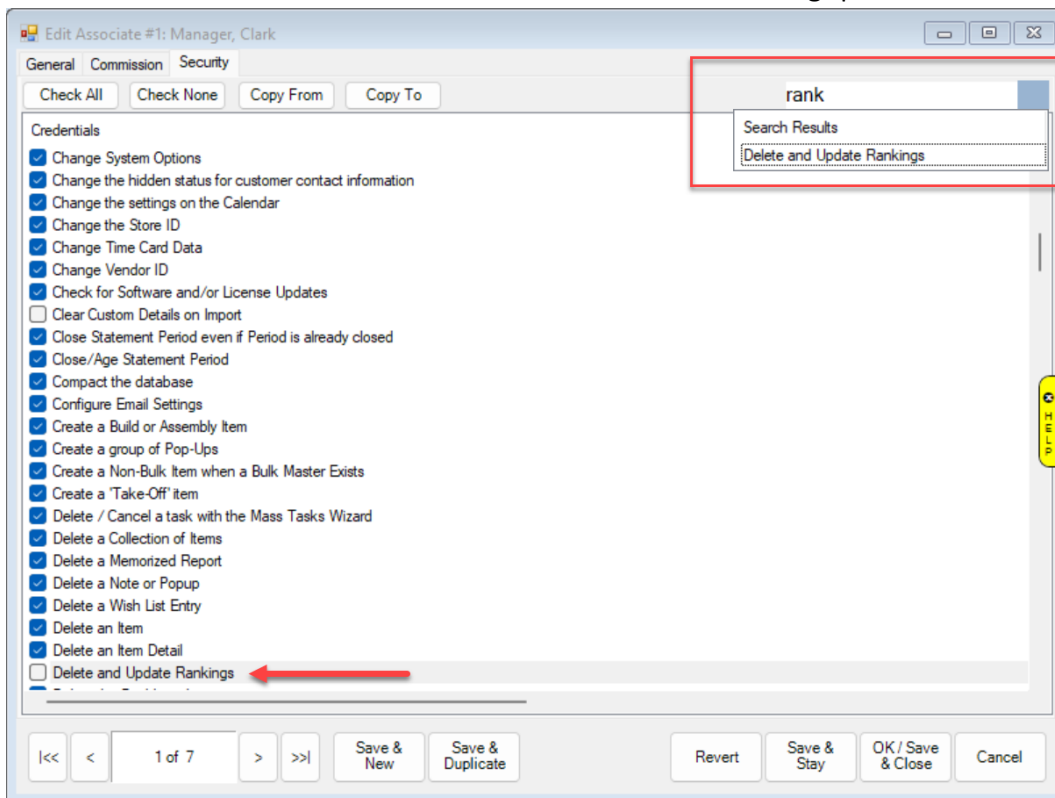 Edit Associate #1: Manager, Clark
General Commission Security
Check All Check None Copy From Copy To rank
Search Results
Delete and Update Rankings
Credentials
Change System Options
Change the hidden status for customer contact information
Change the settings on the Calendar
Change the Store ID
Change Time Card Data
Change Vendor ID
Check for Software and/or License Updates
Clear Custom Details on Import
Close Statement Period even if Period is already closed
Close/Age Statement Period
Compact the database
Configure Email Settings
Create a Build or Assembly Item
Create a group of Pop-Ups
Create a Non-Bulk Item when a Bulk Master Exists
Create a 'Take-Off' item
Delete / Cancel a task with the Mass Tasks Wizard
Delete a Collection of Items
Delete a Memorized Report
Delete a Note or Popup
Delete a Wish List Entry
Delete an Item
Delete an Item Detail
Delete and Update Rankings
HELP
|<< < 1 of 7 > >>| Save & New Save & Duplicate Revert Save & Stay OK / Save & Close Cancel